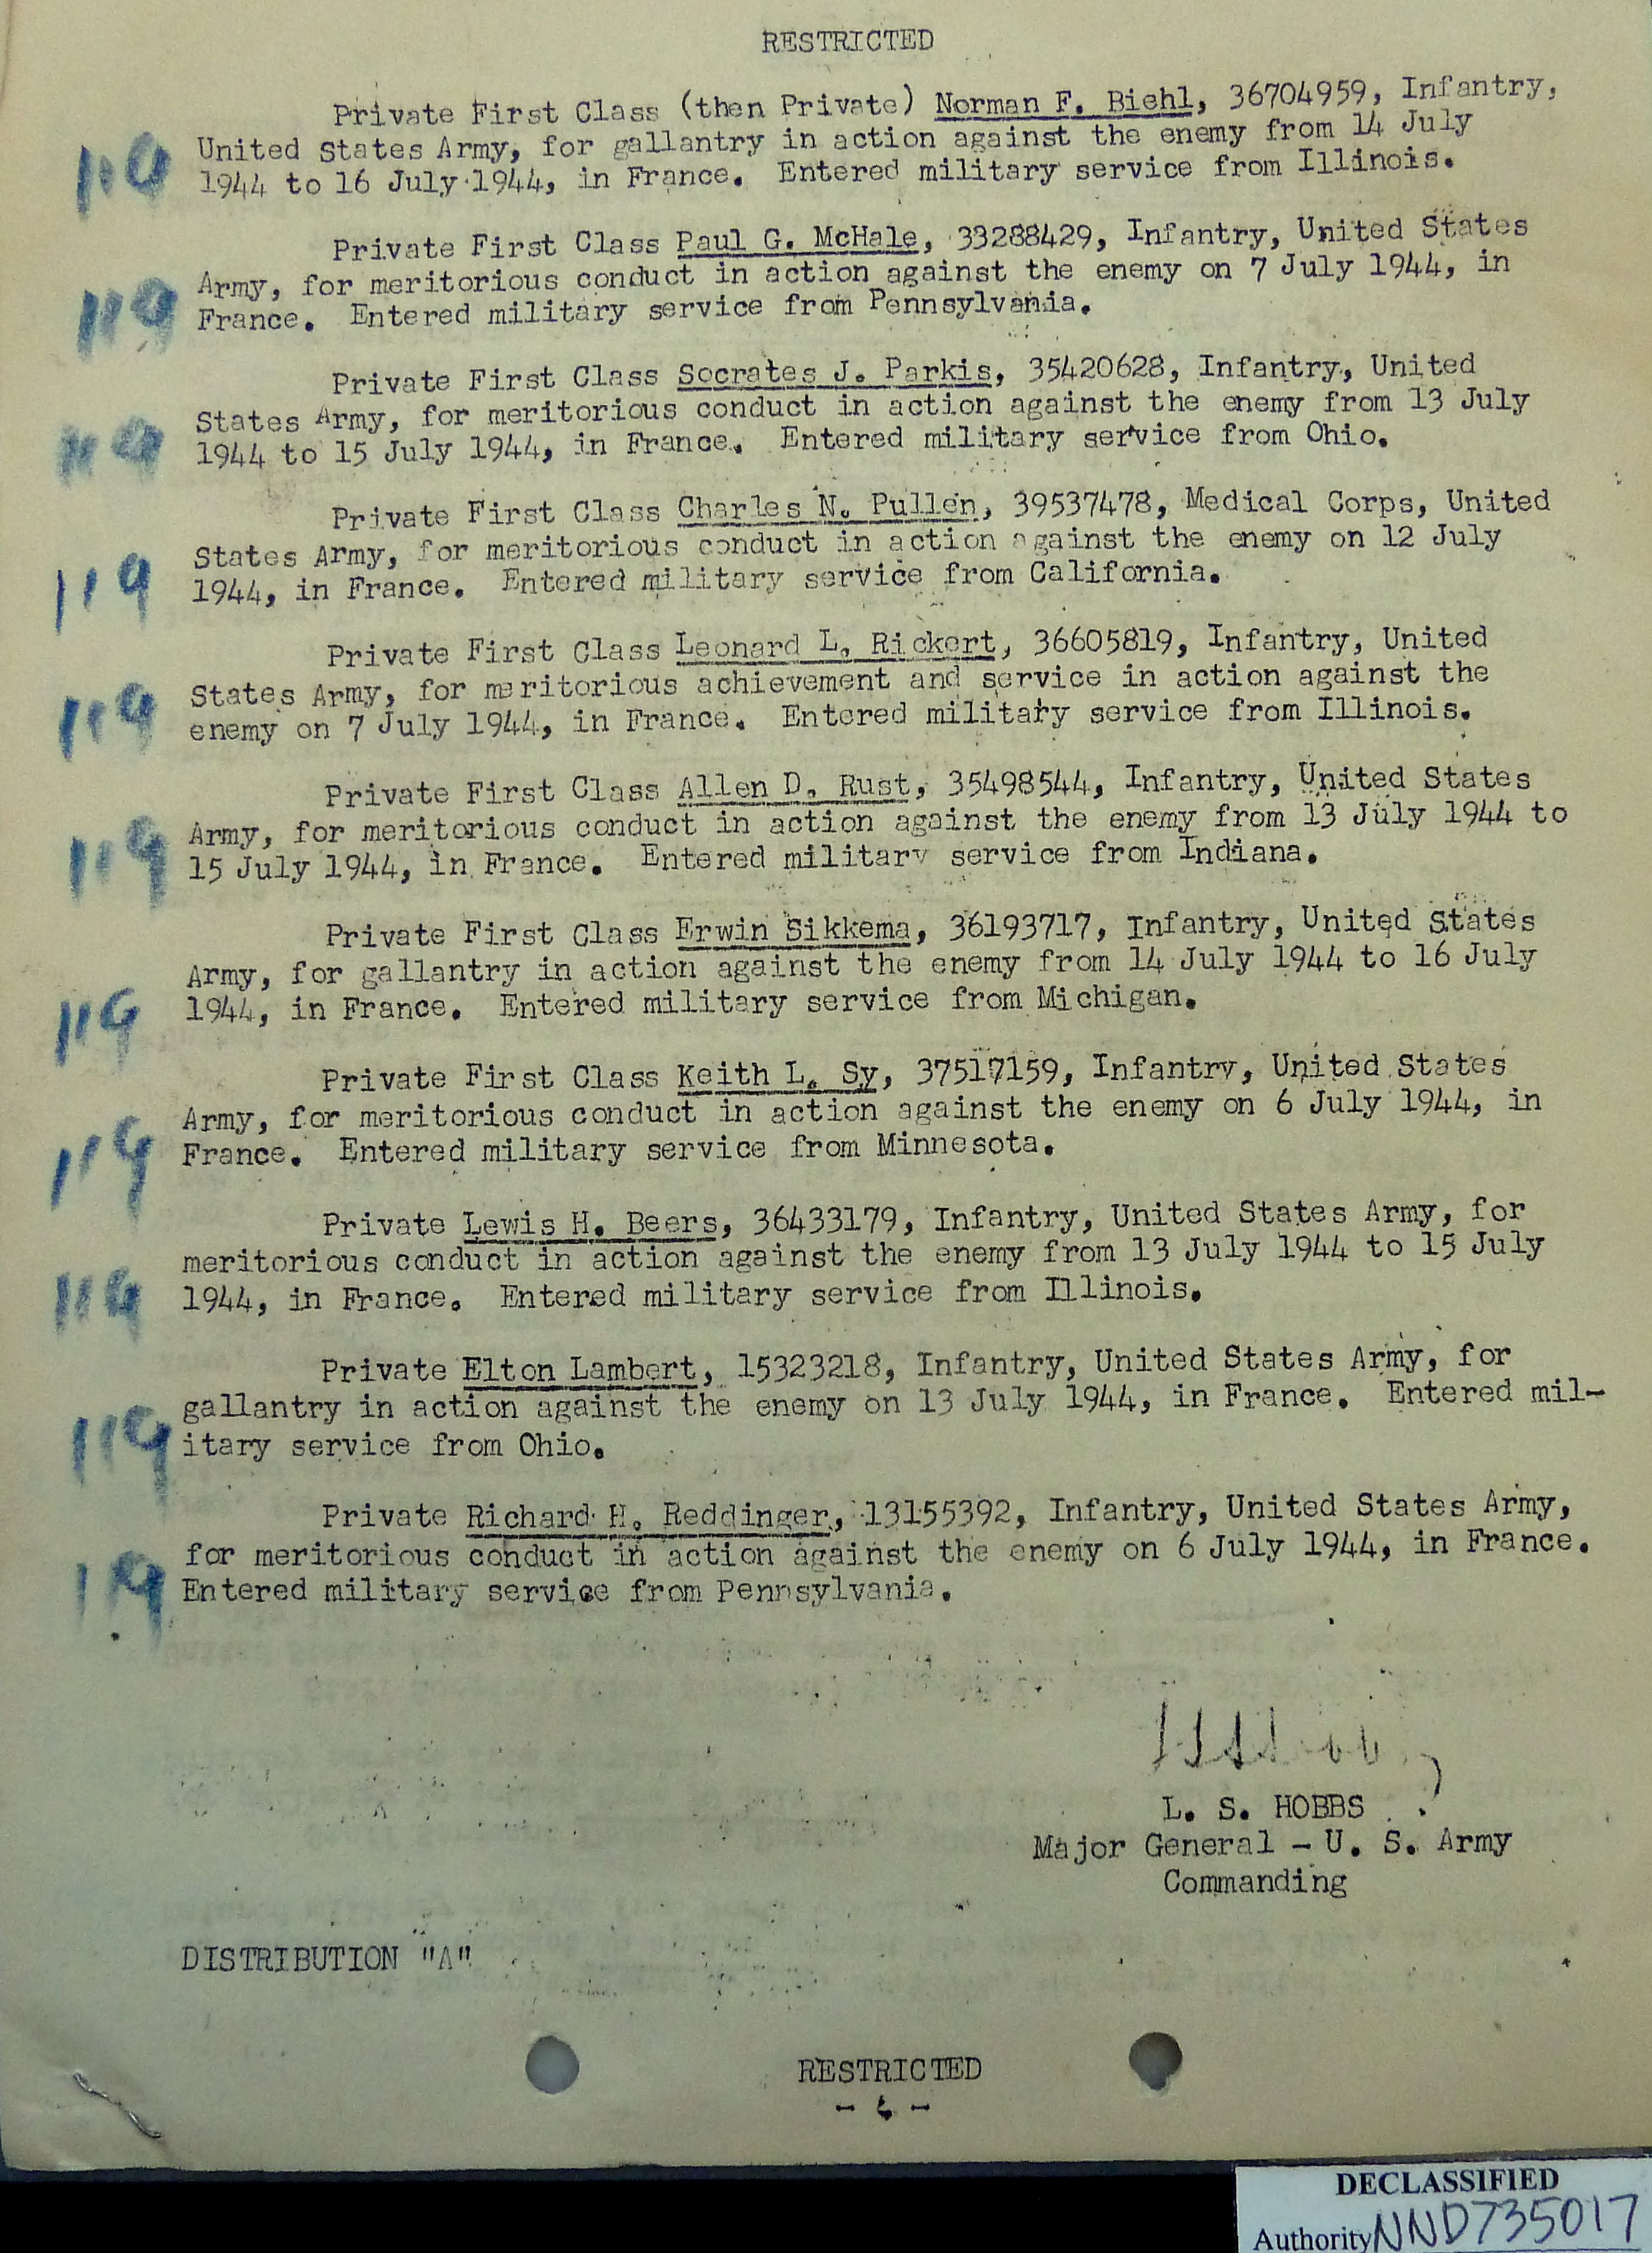 RESTRICTED
Private First Class (then Private) Norman F. Biehl, 36704959, Infantry,
119 United States Army, for gallantry in action against the enemy from 14 July
1944 to 16 July 1944, in France. Entered military service from Illinois.
Private First Class Paul G. McHale, 33288429, Infantry, United States
119 Army, for meritorious conduct in action against the enemy on 7 July 1944, in
France. Entered military service from Pennsylvania.
Private First Class Socrates J. Parkis, 35420628, Infantry, United
119 States Army, for meritorious conduct in action against the enemy from 13 July
1944 to 15 July 1944, in France. Entered military service from Ohio.
Private First Class Charles N. Pullen, 39537478, Medical Corps, United
States Army, for meritorious conduct in action against the enemy on 12 July
119 1944, in France. Entered military service from California.
Private First Class Leonard L. Rickert, 36605819, Infantry, United
States Army, for meritorious achievement and service in action against the
119 enemy on 7 July 1944, in France. Entered military service from Illinois.
Private First Class Allen D. Rust, 35498544, Infantry, United States
Army, for meritorious conduct in action against the enemy from 13 July 1944 to
119 15 July 1944, in France. Entered military service from Indiana.
Private First Class Erwin Sikkema, 36193717, Infantry, United States
Army, for gallantry in action against the enemy from 14 July 1944 to 16 July
119 1944, in France. Entered military service from Michigan.
Private First Class Keith L. Sy, 37517159, Infantry, United States
Army, for meritorious conduct in action against the enemy on 6 July 1944, in
119 France. Entered military service from Minnesota.
Private Lewis H. Beers, 36433179, Infantry, United States Army, for
meritorious conduct in action against the enemy from 13 July 1944 to 15 July
119 1944, in France. Entered military service from Illinois.
Private Elton Lambert, 15323218, Infantry, United States Army, for
gallantry in action against the enemy on 13 July 1944, in France. Entered mil-
119 itary service from Ohio.
Private Richard H. Reddinger, 13155392, Infantry, United States Army,
for meritorious conduct in action against the enemy on 6 July 1944, in France.
119 Entered military service from Pennsylvania.
L. S. HOBBS
Major General - U. S. Army
Commanding
DISTRIBUTION "A"
RESTRICTED
DECLASSIFIED
Authority NND735017